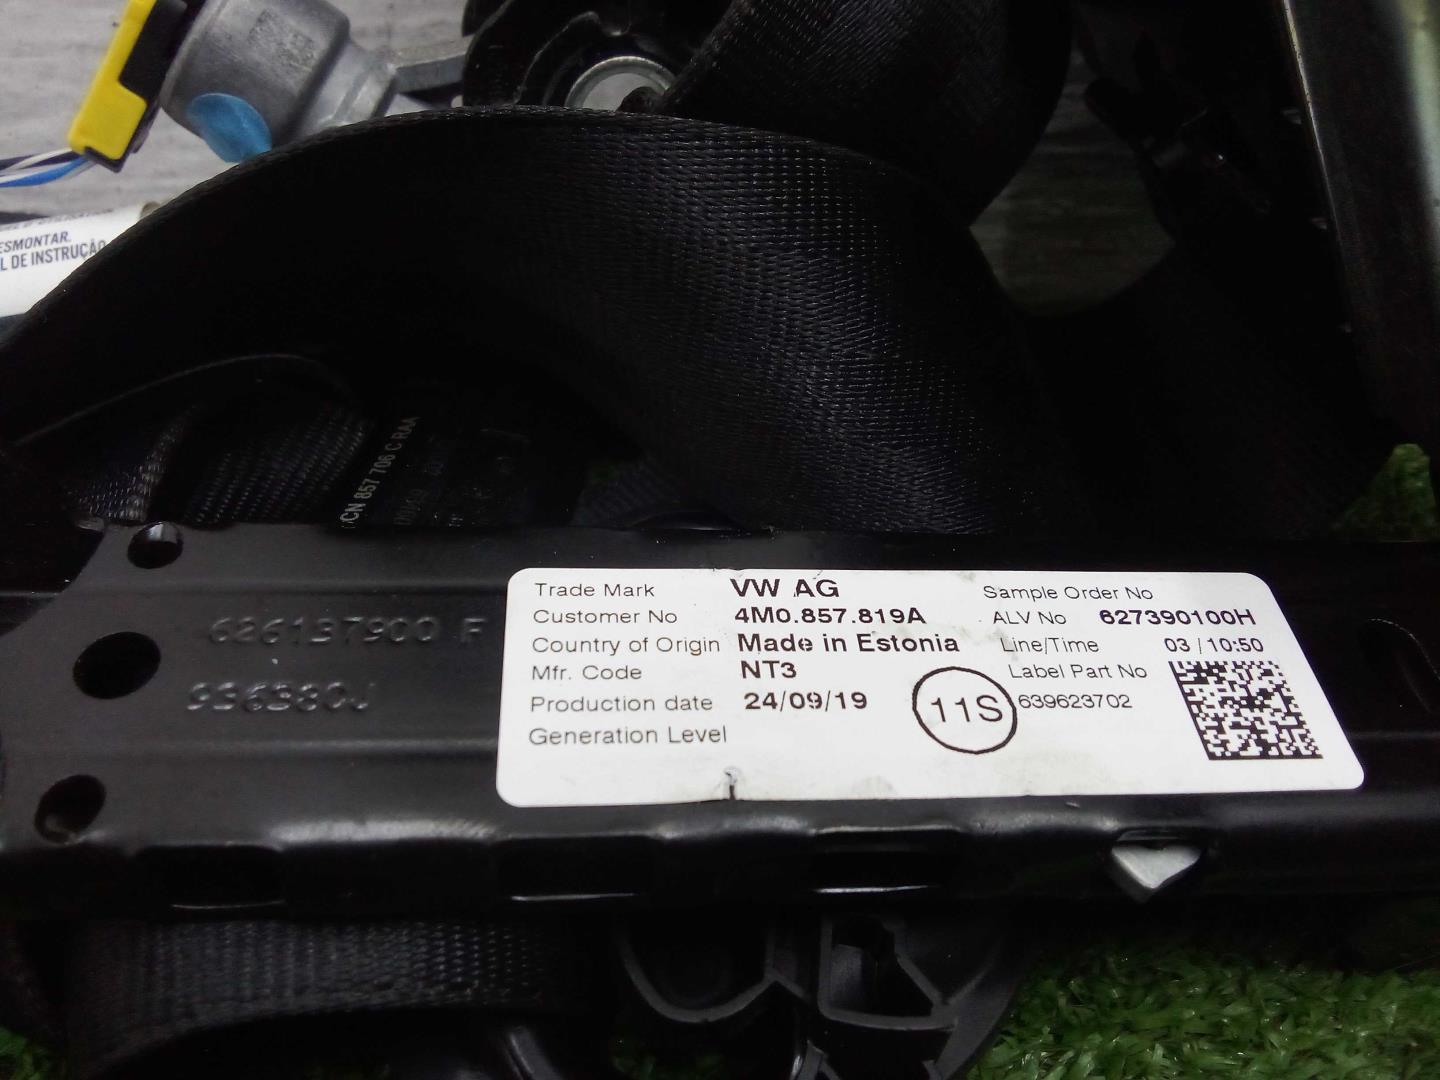 ESMONTAR.
L DE INSTRUÇÃO
CN 857 706 C RAA
626137900 F
936380J
Trade Mark VW AG
Customer No 4M0.857.819A
Country of Origin Made in Estonia
Mfr. Code NT3
Production date 24/09/19
Generation Level
11S
Sample Order No
ALV No 627390100H
Line/Time 03 / 10:50
Label Part No
639623702